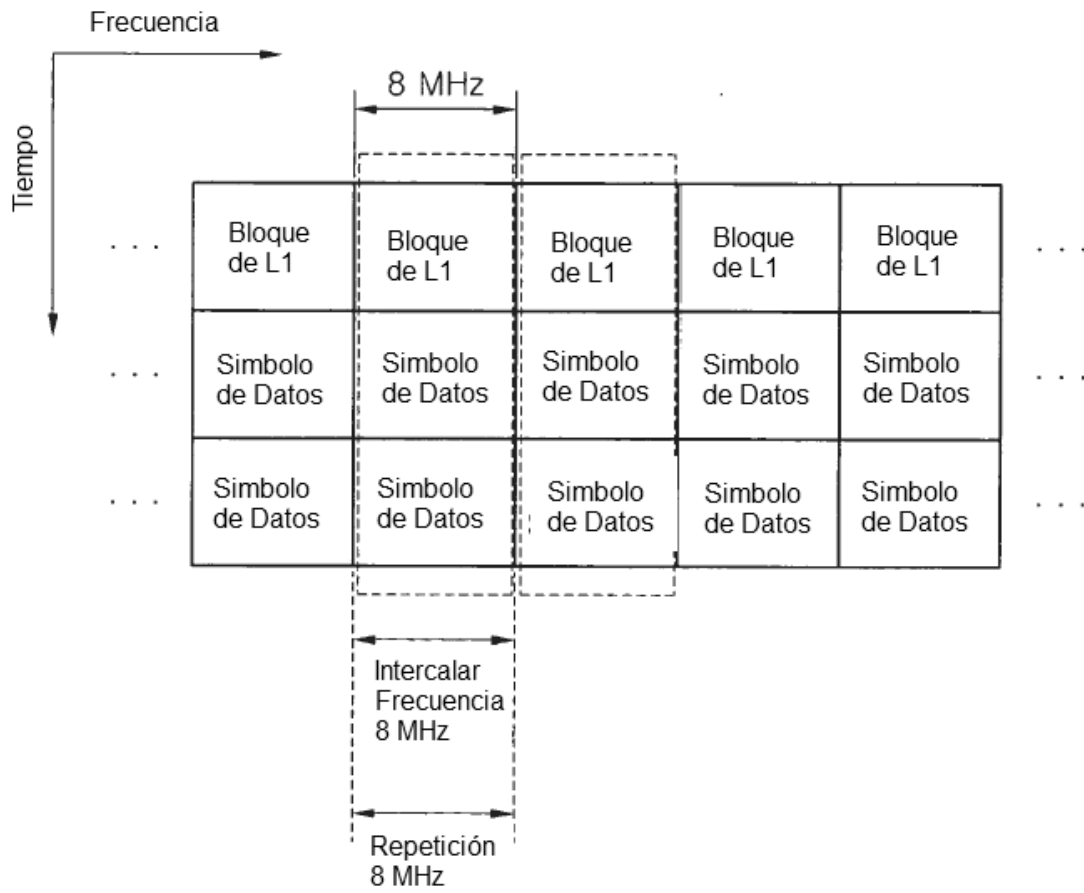 Frecuencia
Tiempo
8 MHz
. . .
Bloque
de L1
Bloque
de L1
Bloque
de L1
Bloque
de L1
Bloque
de L1
. . .
. . .
Simbolo
de Datos
Simbolo
de Datos
Simbolo
de Datos
Simbolo
de Datos
Simbolo
de Datos
. . .
. . .
Simbolo
de Datos
Simbolo
de Datos
Simbolo
de Datos
Simbolo
de Datos
Simbolo
de Datos
. . .
Intercalar
Frecuencia
8 MHz
Repetición
8 MHz